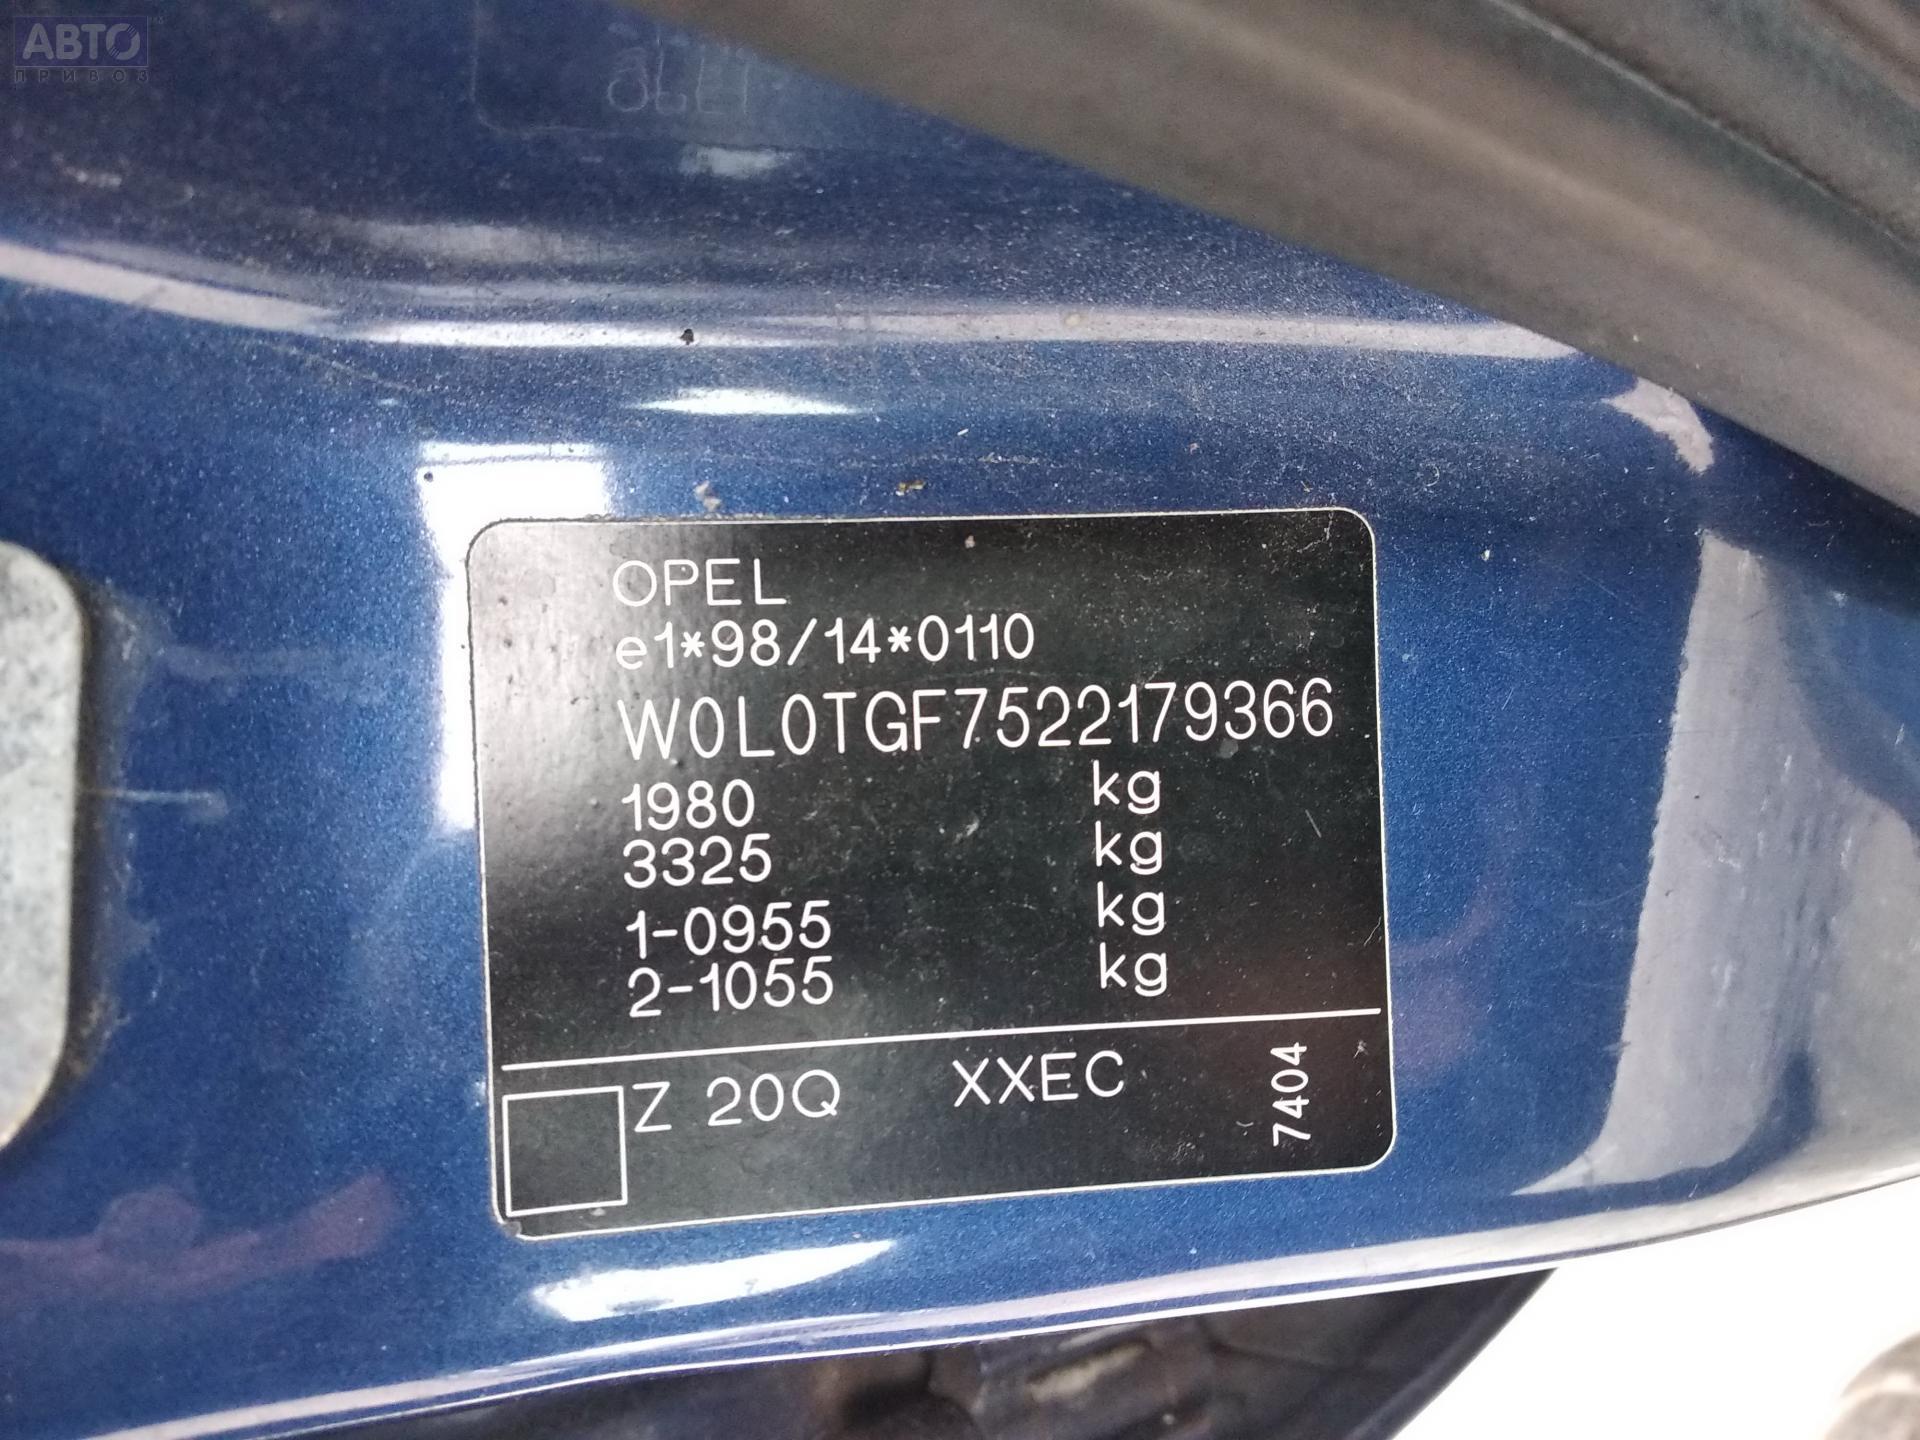 АВТО
ПРИВОЗ
OPEL
e1*98/14*0110
W0L0TGF7522179366
1980 kg
3325 kg
1-0955 kg
2-1055 kg
Z 20Q XXEC 7404